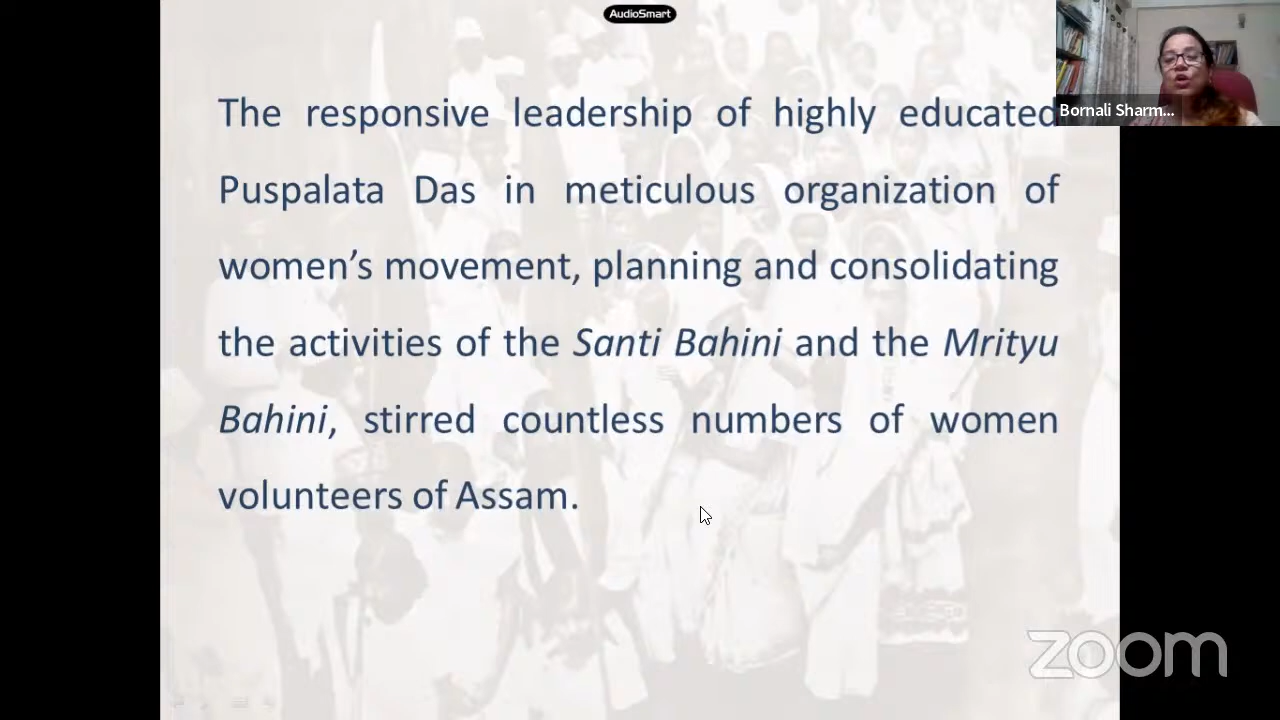 AudioSmart
The responsive leadership of highly educated
Puspalata Das in meticulous organization of
women’s movement, planning and consolidating
the activities of the Santi Bahini and the Mrityu
Bahini, stirred countless numbers of women
volunteers of Assam.
Bornali Sharm...
zoom